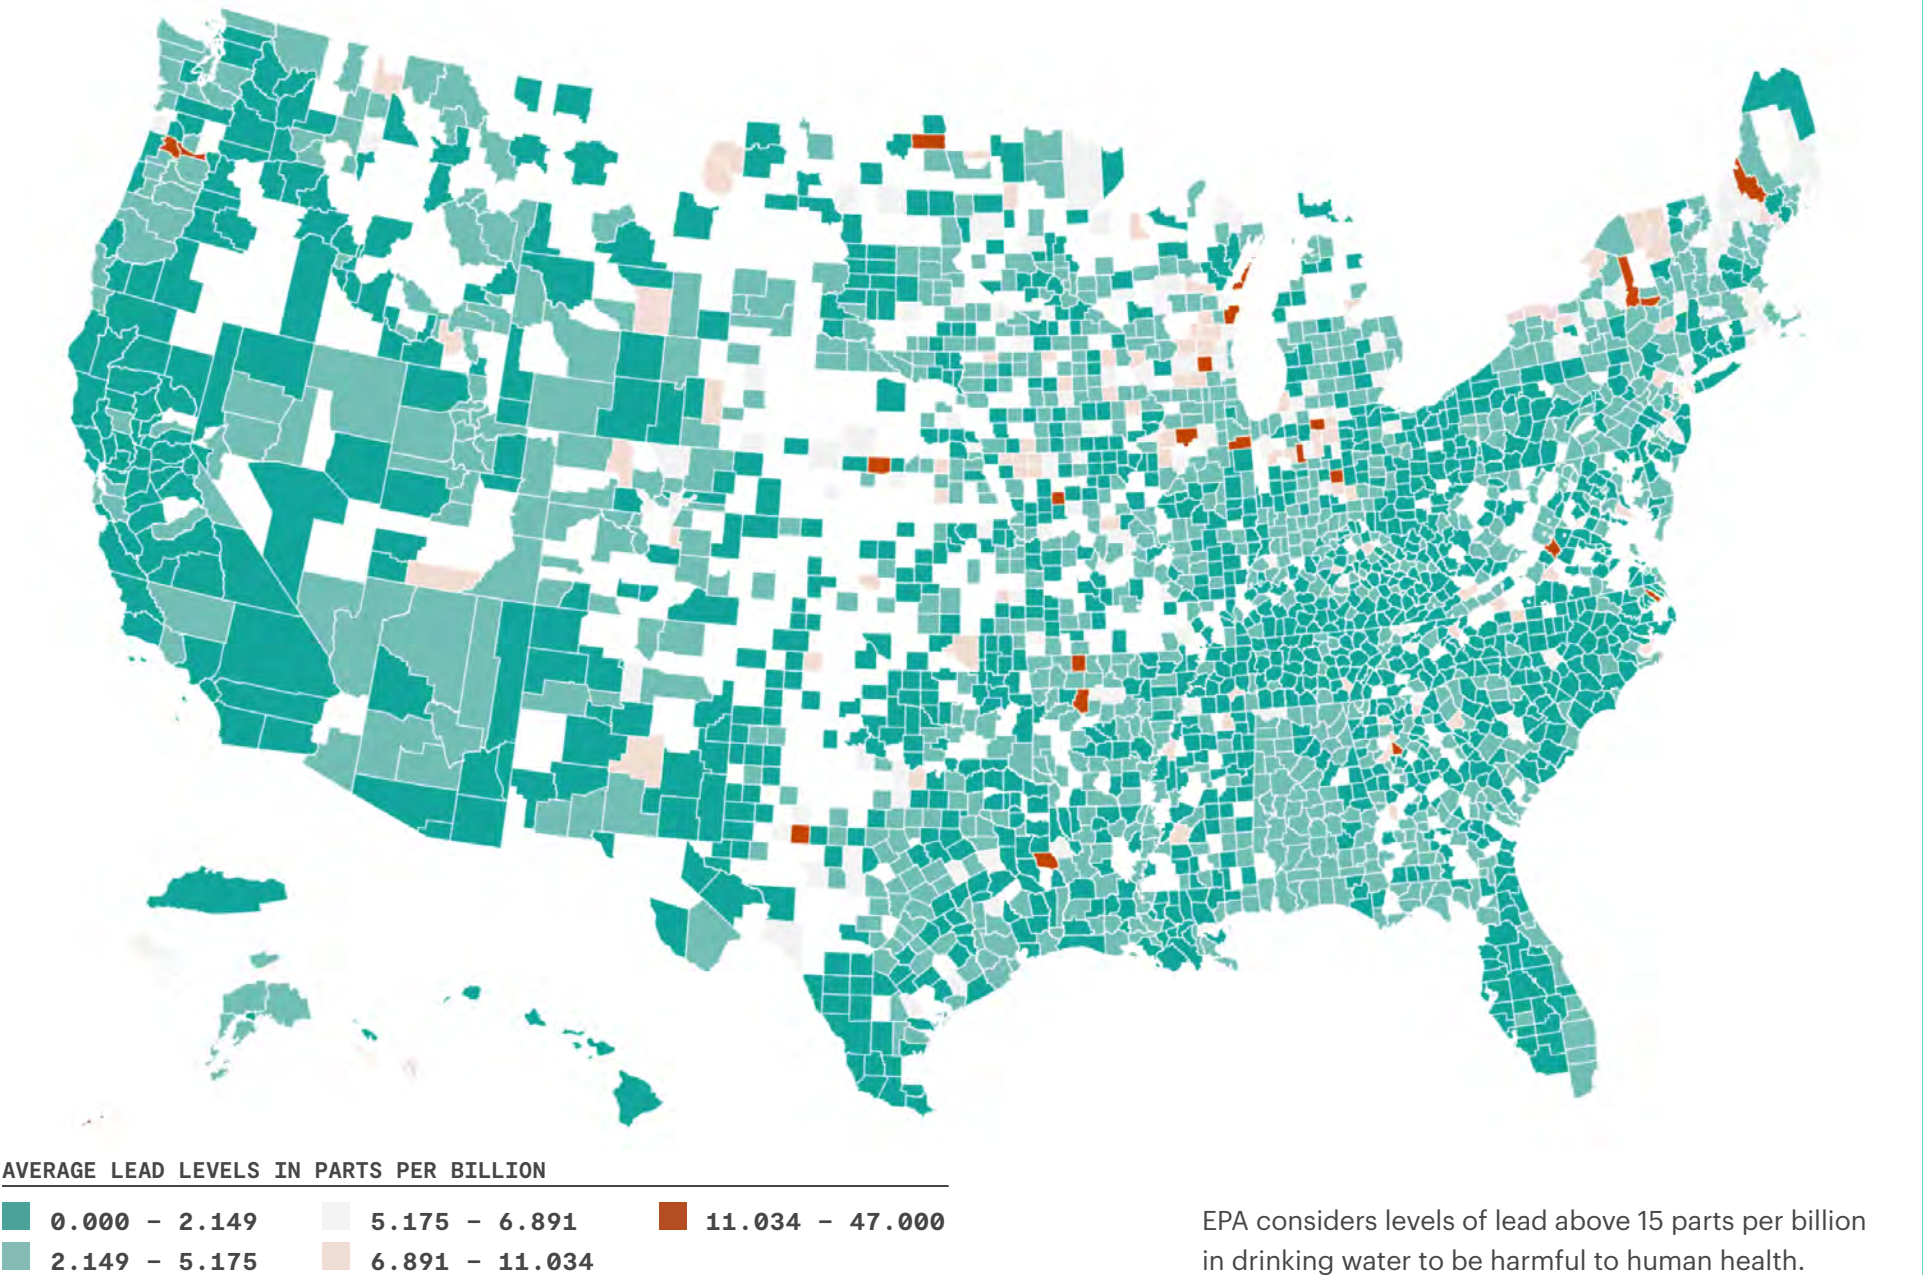 AVERAGE LEAD LEVELS IN PARTS PER BILLION
0.000 – 2.149
5.175 – 6.891
11.034 – 47.000
2.149 – 5.175
6.891 – 11.034
EPA considers levels of lead above 15 parts per billion
in drinking water to be harmful to human health.